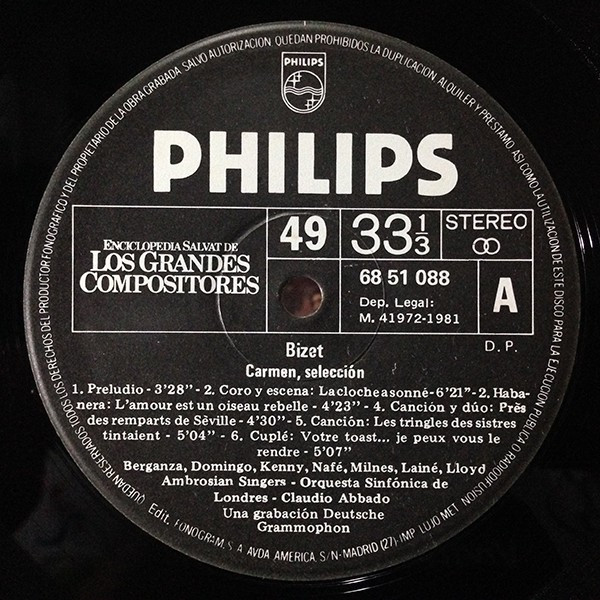 QUEDAN RESERVADOS TODOS LOS DERECHOS DEL PRODUCTOR FONOGRAFICO Y DEL PROPIETARIO DE LA OBRA GRABADA. SALVO AUTORIZACION QUEDAN PROHIBIDOS LA DUPLICACION, ALQUILER Y PRESTAMO, ASI COMO LA UTILIZACION DE ESTE DISCO PARA LA EJECUCION PUBLICA O RADIODIFUSION
PHILIPS
PHILIPS
ENCICLOPEDIA SALVAT DE
LOS GRANDES
COMPOSITORES
49
33 1/3
STEREO
68 51 088
Dep. Legal:
M. 41972-1981
A
D. P.
Bizet
Carmen, selección
1. Preludio - 3'28" - 2. Coro y escena: La cloche a sonné - 6'21" - 2. Haba-
nera: L'amour est un oiseau rebelle - 4'23" - 4. Canción y dúo: Près
des remparts de Sèville - 4'30" - 5. Canción: Les tringles des sistres
tintaient - 5'04" - 6. Cuplé: Votre toast... je peux vous le
rendre - 5'07"
Berganza, Domingo, Kenny, Nafé, Milnes, Lainé, Lloyd
Ambrosian Singers - Orquesta Sinfónica de
Londres - Claudio Abbado
Una grabación Deutsche
Grammophon
Edit. FONOGRAM, S. A. AVDA. AMERICA, S/N - MADRID (27) - IMP. LUJO MET.